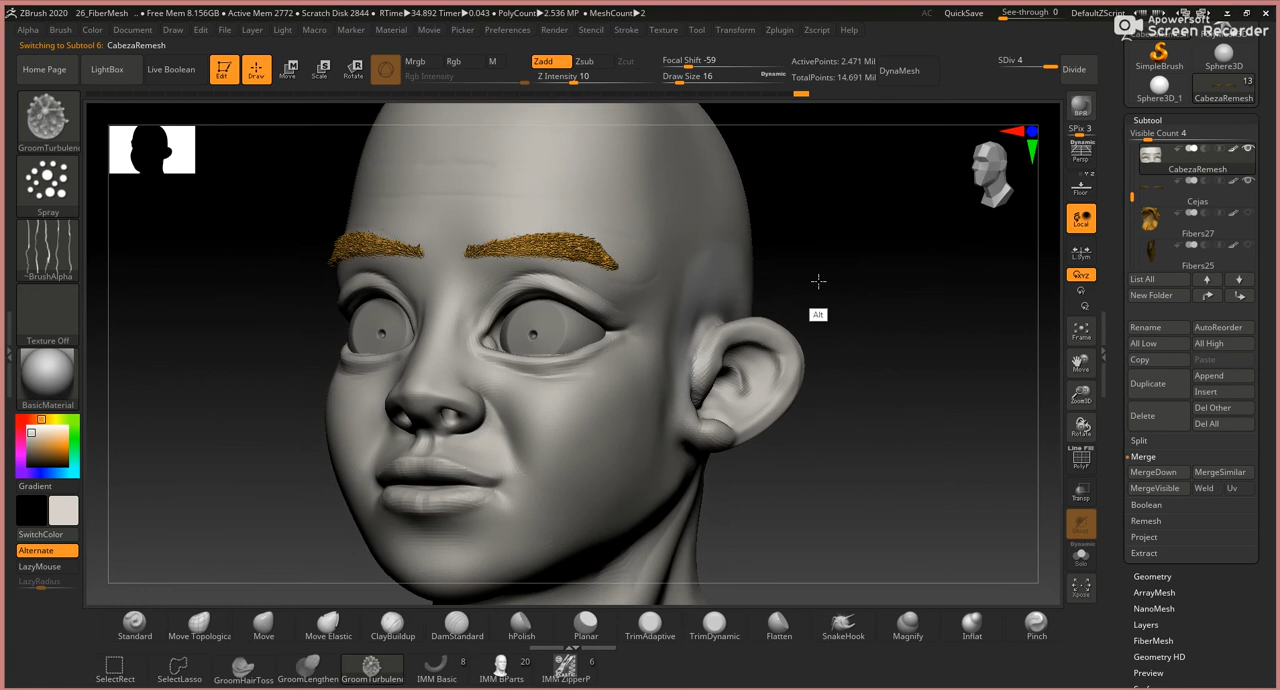 ZBrush 2020 26_FiberMesh .. • Free Mem 8.156GB • Active Mem 2772 • Scratch Disk 2844 • RTime►34.892 Timer►0.043 • PolyCount►2.536 MP • MeshCount►2
AC QuickSave See-through 0 DefaultZScript
Apowersoft
Screen Recorder
Alpha Brush Color Document Draw Edit File Layer Light Macro Marker Material Movie Picker Preferences Render Stencil Stroke Texture Tool Transform Zplugin Zscript Help
Switching to Subtool 6: CabezaRemesh
Home Page
LightBox
Live Boolean
Edit
Draw
Move
Scale
Rotate
Mrgb Rgb M
Rgb Intensity
Zadd Zsub Zcut
Z Intensity 10
Focal Shift -59
Draw Size 16
Dynamic
ActivePoints: 2.471 Mil
TotalPoints: 14.691 Mil
DynaMesh
SDiv 4
Divide
GroomTurbulenc
Spray
~BrushAlpha
Texture Off
BasicMaterial
Gradient
SwitchColor
Alternate
LazyMouse
LazyRadius
Alt
BPR
SPix 3
Dynamic
Persp
Floor
Local
L.Sym
XYZ
Frame
Move
Zoom3D
Rotate
Line Fill
PolyF
Transp
Ghost
Dynamic
Solo
Xpose
SimpleBrush
Sphere3D
Sphere3D_1
13
CabezaRemesh
Subtool
Visible Count 4
CabezaRemesh
Cejas
Fibers27
Fibers25
List All
New Folder
Rename AutoReorder
All Low All High
Copy Paste
Duplicate
Append
Insert
Delete
Del Other
Del All
Split
Merge
MergeDown MergeSimilar
MergeVisible Weld Uv
Boolean
Remesh
Project
Extract
Geometry
ArrayMesh
NanoMesh
Layers
FiberMesh
Geometry HD
Preview
Standard Move Topologica Move Move Elastic ClayBuildup DamStandard hPolish Planar TrimAdaptive TrimDynamic Flatten SnakeHook Magnify Inflat Pinch
8 20 6
SelectRect SelectLasso GroomHairToss GroomLengthen GroomTurbulenc IMM Basic IMM BParts IMM ZipperP